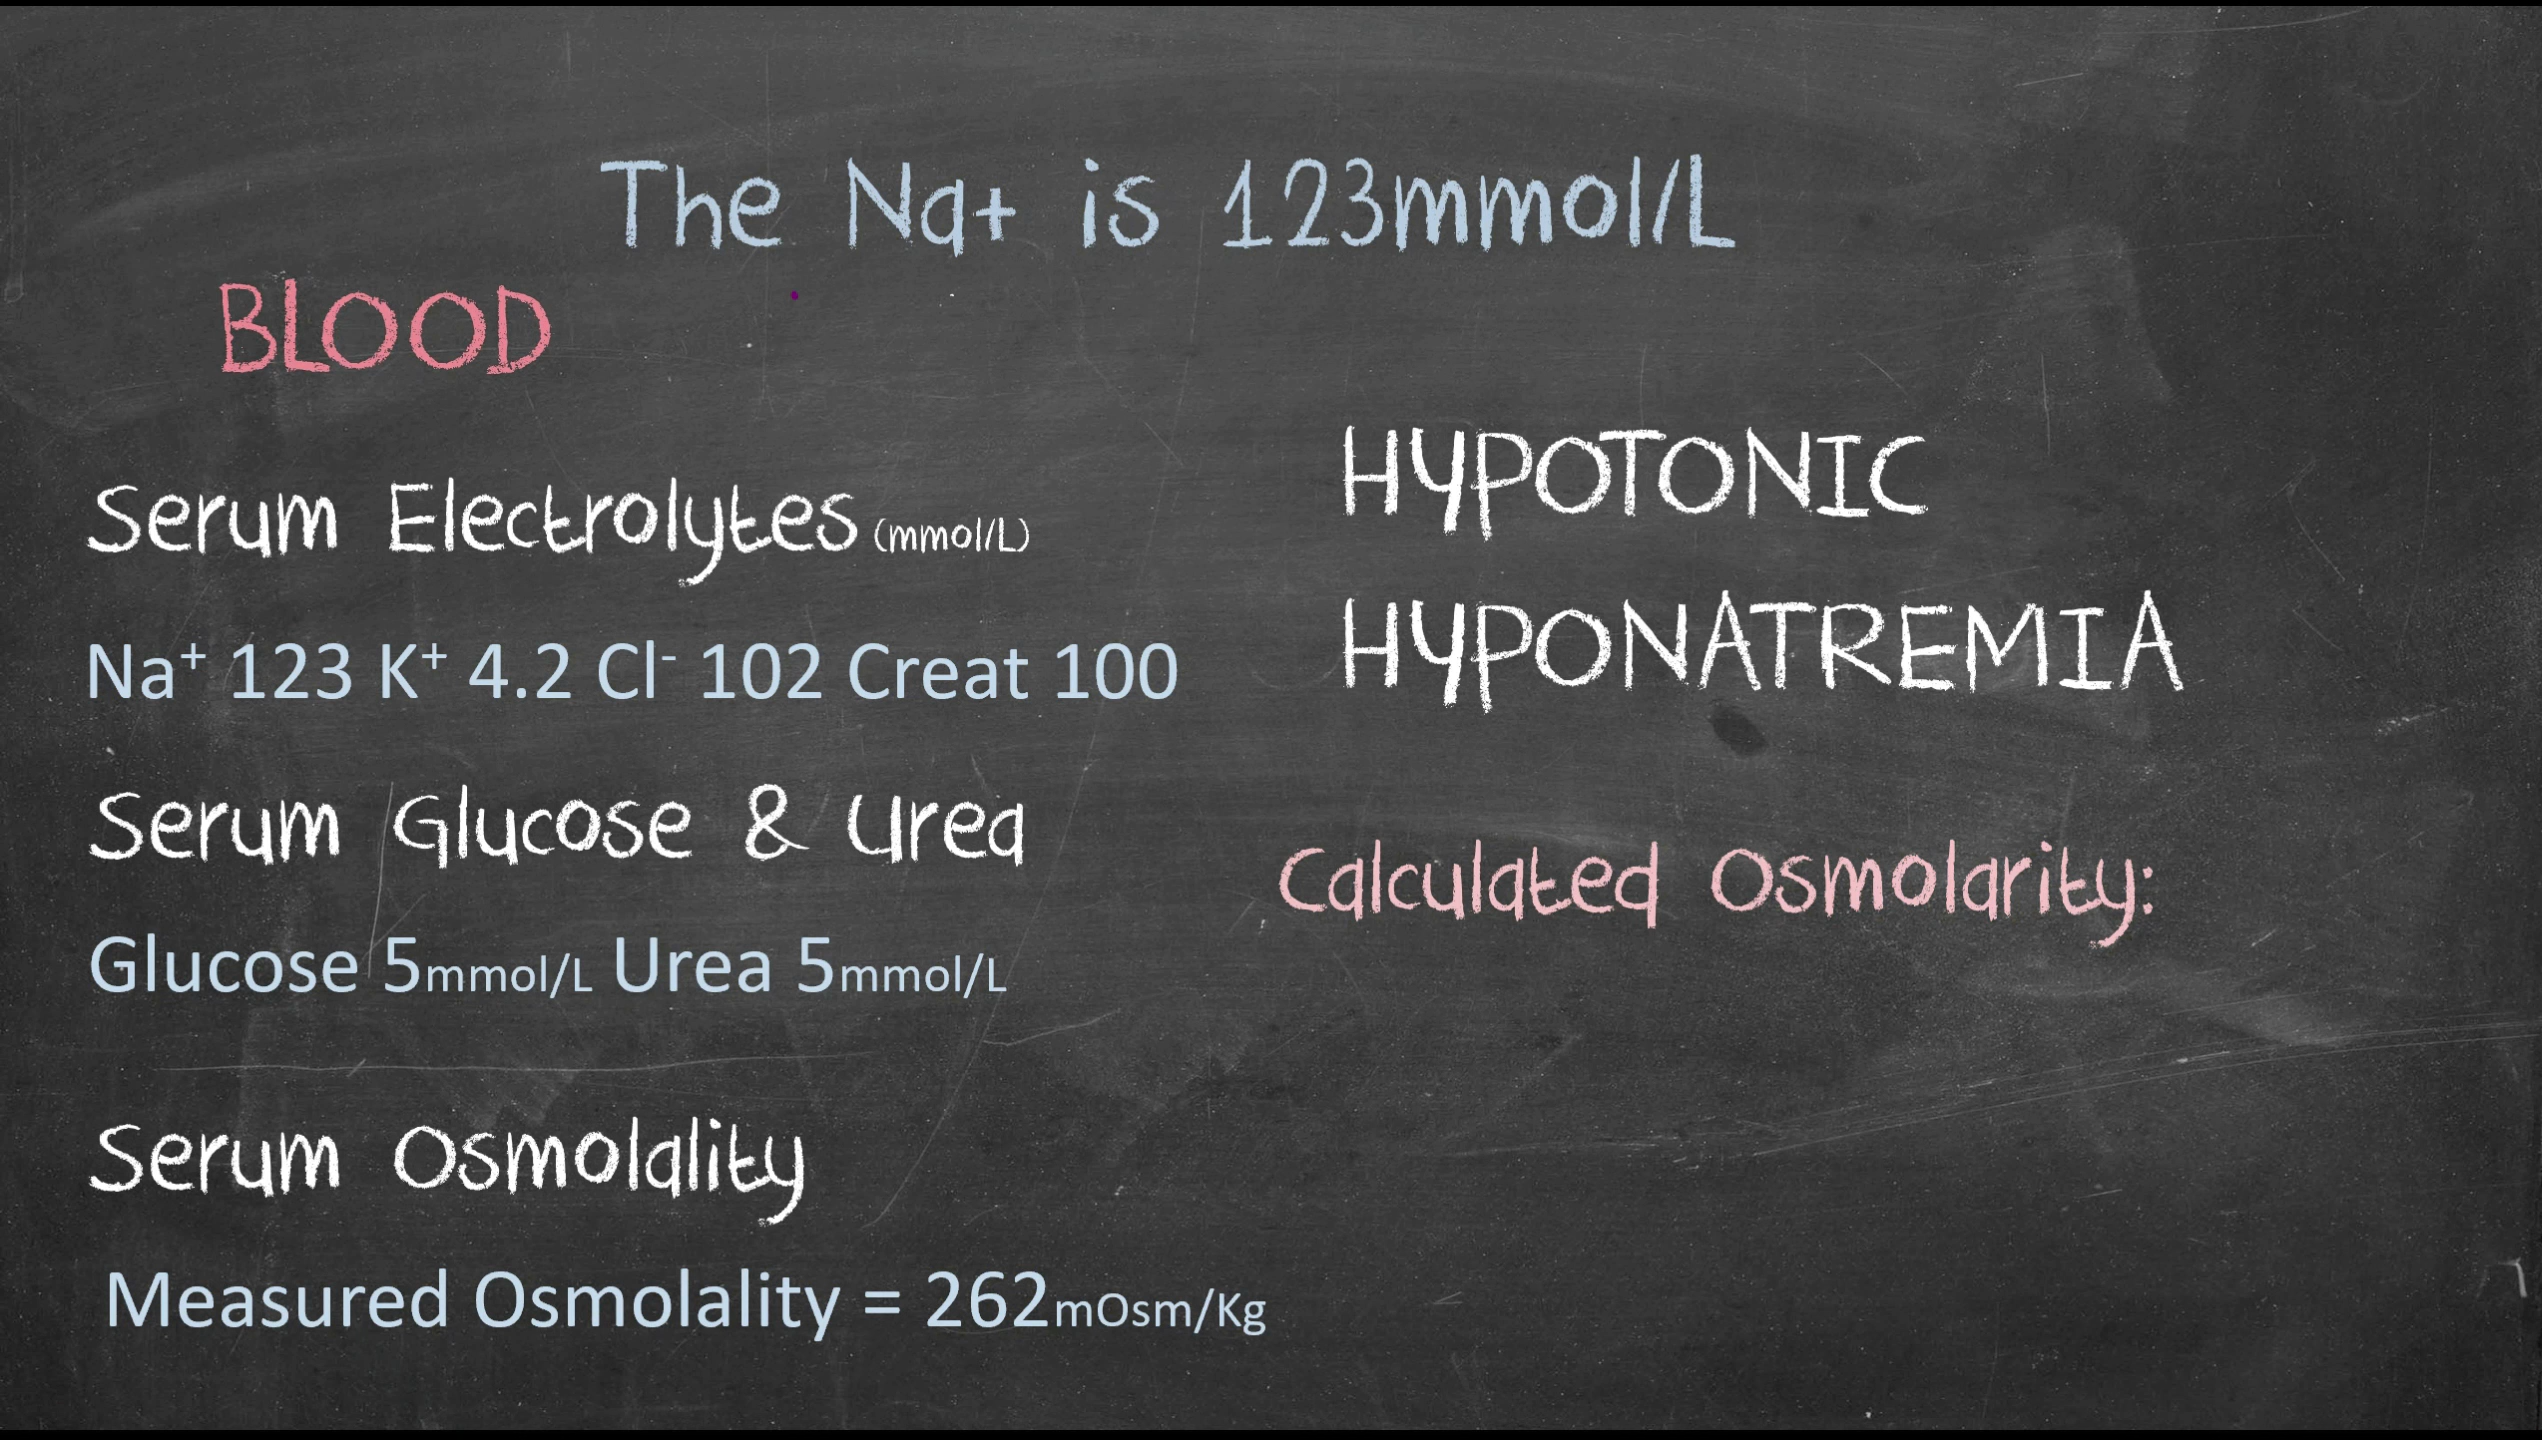 The Na+ is 123mmol/L
BLOOD
Serum Electrolytes (mmol/L)
Na⁺ 123 K⁺ 4.2 Cl⁻ 102 Creat 100
Serum Glucose & Urea
Glucose 5mmol/L Urea 5mmol/L
Serum Osmolality
Measured Osmolality = 262mOsm/Kg
HYPOTONIC
HYPONATREMIA
Calculated Osmolarity: